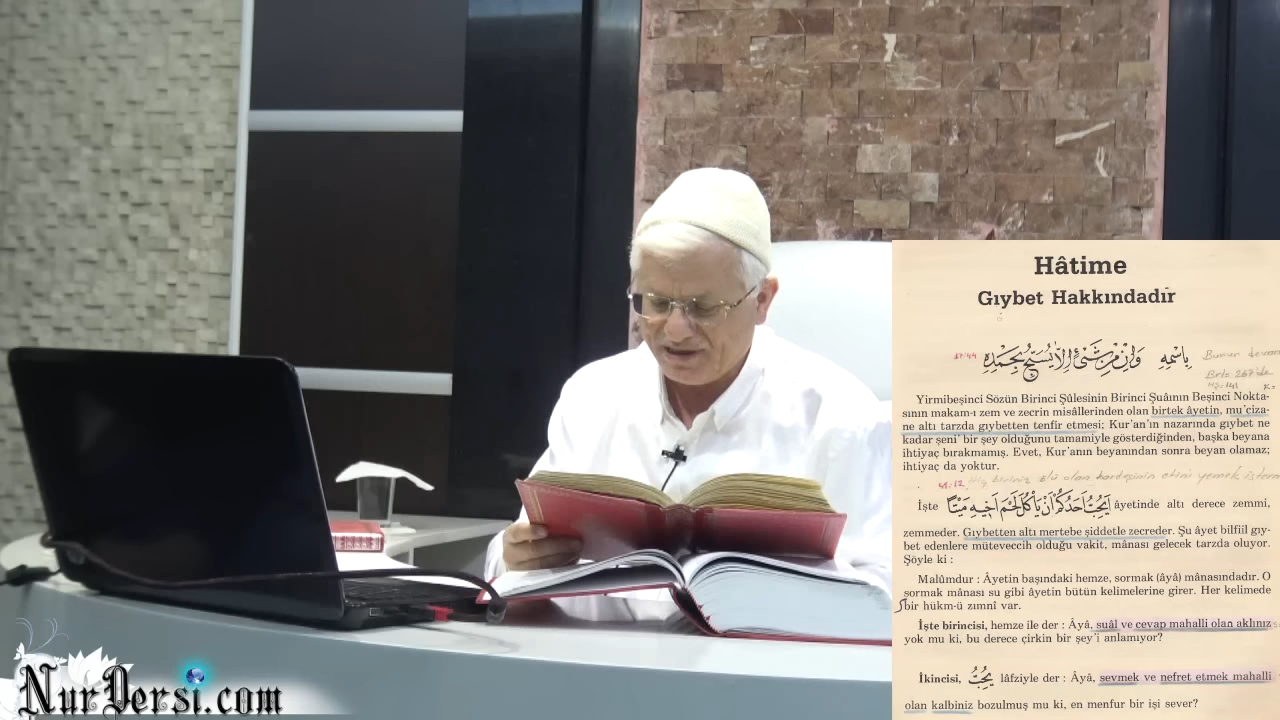 Hâtime
Gıybet Hakkındadır
17/44
بِاسْمِهِ وَاِنْ مِنْ شَىْءٍ اِلَّا يُسَبِّحُ بِحَمْدِهِ
Yirmibeşinci Sözün Birinci Şûlesinin Birinci Şuâının Beşinci Nokta-
sının makam-ı zem ve zecrin misâllerinden olan birtek âyetin, mu'ciza-
ne altı tarzda gıybetten tenfir etmesi; Kur'an'ın nazarında gıybet ne
kadar şeni' bir şey olduğunu tamamiyle gösterdiğinden, başka beyana
ihtiyaç bırakmamış. Evet, Kur'anın beyanından sonra beyan olamaz;
ihtiyaç da yoktur.
İşte اَيُحِبُّ اَحَدُكُمْ اَنْ يَاْكُلَ لَحْمَ اَخِيهِ مَيْتًا âyetinde altı derece zemmi,
zemmeder. Gıybetten altı mertebe şiddetle zecreder. Şu âyet bilfiil gıy-
bet edenlere müteveccih olduğu vakit, mânası gelecek tarzda oluyor.
Şöyle ki :
Malûmdur : Âyetin başındaki hemze, sormak (âyâ) mânasındadır. O
sormak mânası su gibi âyetin bütün kelimelerine girer. Her kelimede
bir hükm-ü zımnî var.
İşte birincisi, hemze ile der : Âyâ, suâl ve cevap mahalli olan aklınız
yok mu ki, bu derece çirkin bir şey'i anlamıyor?
İkincisi, يُحِبُّ lâfziyle der : Âyâ, sevmek ve nefret etmek mahalli
olan kalbiniz bozulmuş mu ki, en menfur bir işi sever?
NurDersi.com